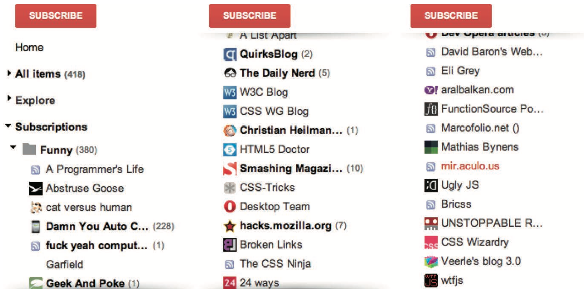 SUBSCRIBE
Home
All items (418)
Explore
Subscriptions
Funny (380)
A Programmer's Life
Abstruse Goose
cat versus human
Damn You Auto C... (228)
fuck yeah comput... (1)
Garfield
Geek And Poke (1)
SUBSCRIBE
A List Apart
QuirksBlog (2)
The Daily Nerd (5)
W3C Blog
CSS WG Blog
Christian Heilman... (1)
HTML5 Doctor
Smashing Magazi... (10)
CSS-Tricks
Desktop Team
hacks.mozilla.org (7)
Broken Links
The CSS Ninja
24 ways
SUBSCRIBE
Dev Opera articles
David Baron's Web...
Eli Grey
aralbalkan.com
FunctionSource Po...
Marcofolio.net ()
Mathias Bynens
mir.aculo.us
Ugly JS
Bricss
UNSTOPPABLE R...
CSS Wizardry
Veerle's blog 3.0
wtfjs